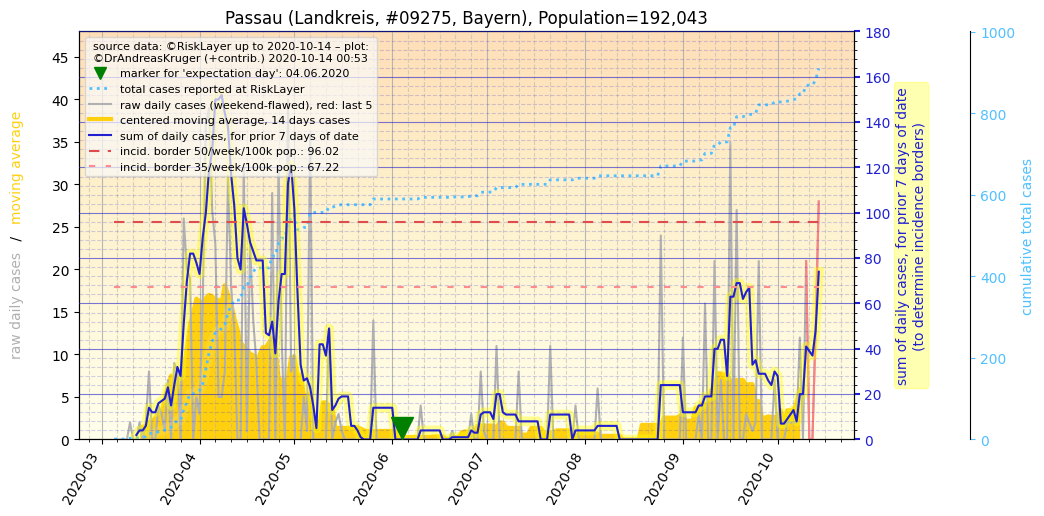 Passau (Landkreis, #09275, Bayern), Population=192,043
source data: ©RiskLayer up to 2020-10-14 – plot:
©DrAndreasKruger (+contrib.) 2020-10-14 00:53
marker for 'expectation day': 04.06.2020
total cases reported at RiskLayer
raw daily cases (weekend-flawed), red: last 5
centered moving average, 14 days cases
sum of daily cases, for prior 7 days of date
incid. border 50/week/100k pop.: 96.02
incid. border 35/week/100k pop.: 67.22
raw daily cases / moving average
45
40
35
30
25
20
15
10
5
0
2020-03
2020-04
2020-05
2020-06
2020-07
2020-08
2020-09
2020-10
180
160
140
120
100
80
60
40
20
0
sum of daily cases, for prior 7 days of date
(to determine incidence borders)
1000
800
600
400
200
0
cumulative total cases